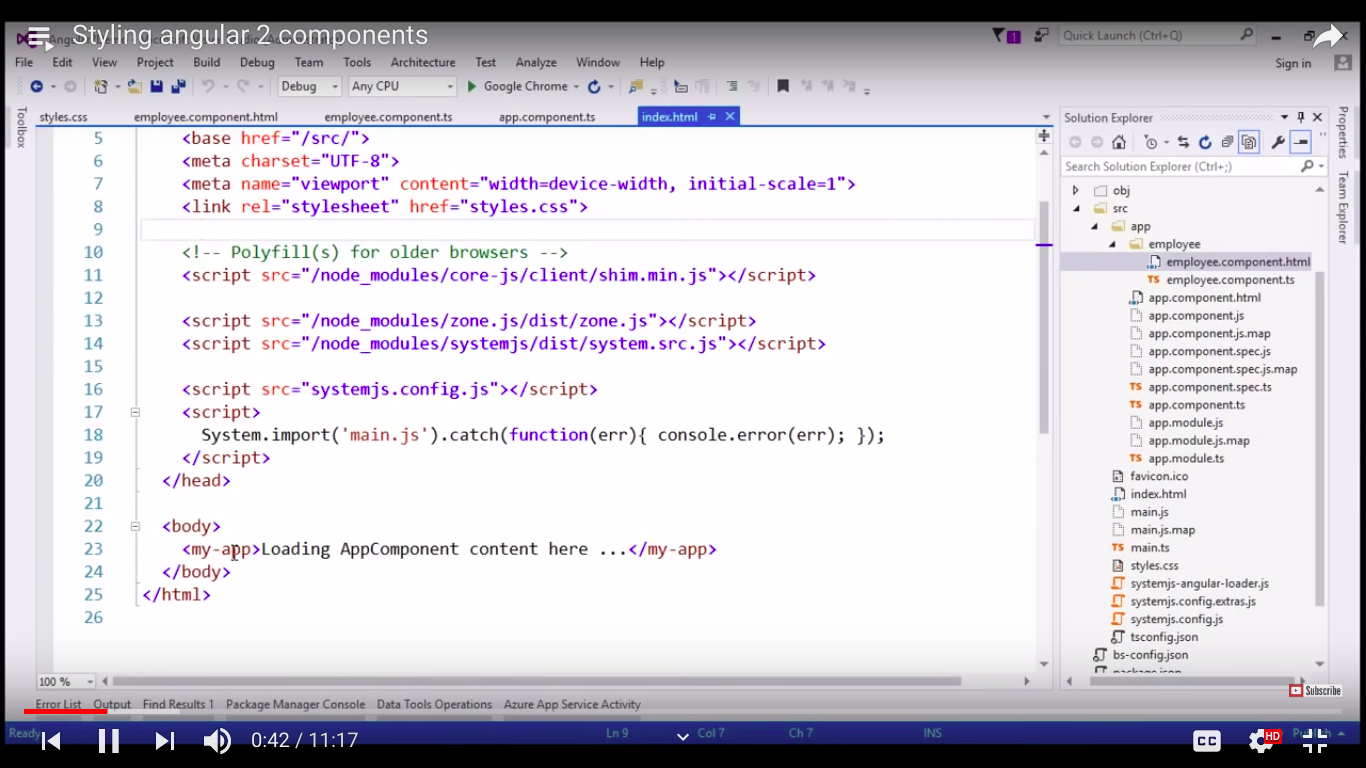 Styling angular 2 components
1
Quick Launch (Ctrl+Q)
File Edit View Project Build Debug Team Tools Architecture Test Analyze Window Help
Sign in
Debug Any CPU Google Chrome
Toolbox
styles.css employee.component.html employee.component.ts app.component.ts index.html
5 <base href="/src/">
6 <meta charset="UTF-8">
7 <meta name="viewport" content="width=device-width, initial-scale=1">
8 <link rel="stylesheet" href="styles.css">
9
10 <!-- Polyfill(s) for older browsers -->
11 <script src="/node_modules/core-js/client/shim.min.js"></script>
12
13 <script src="/node_modules/zone.js/dist/zone.js"></script>
14 <script src="/node_modules/systemjs/dist/system.src.js"></script>
15
16 <script src="systemjs.config.js"></script>
17 <script>
18 System.import('main.js').catch(function(err){ console.error(err); });
19 </script>
20 </head>
21
22 <body>
23 <my-app>Loading AppComponent content here ...</my-app>
24 </body>
25 </html>
26
100 %
Solution Explorer
Search Solution Explorer (Ctrl+;)
obj
src
app
employee
employee.component.html
employee.component.ts
app.component.html
app.component.js
app.component.js.map
app.component.spec.js
app.component.spec.js.map
TS app.component.spec.ts
TS app.component.ts
app.module.js
app.module.js.map
TS app.module.ts
favicon.ico
index.html
main.js
main.js.map
TS main.ts
styles.css
systemjs-angular-loader.js
systemjs.config.extras.js
systemjs.config.js
tsconfig.json
bs-config.json
package.json
Properties
Team Explorer
Subscribe
Error List Output Find Results 1 Package Manager Console Data Tools Operations Azure App Service Activity
Ready Ln 9 Col 7 Ch 7 INS Publish
0:42 / 11:17
CC HD